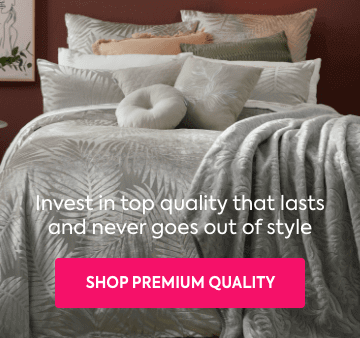 Invest in top quality that lasts
and never goes out of style
SHOP PREMIUM QUALITY